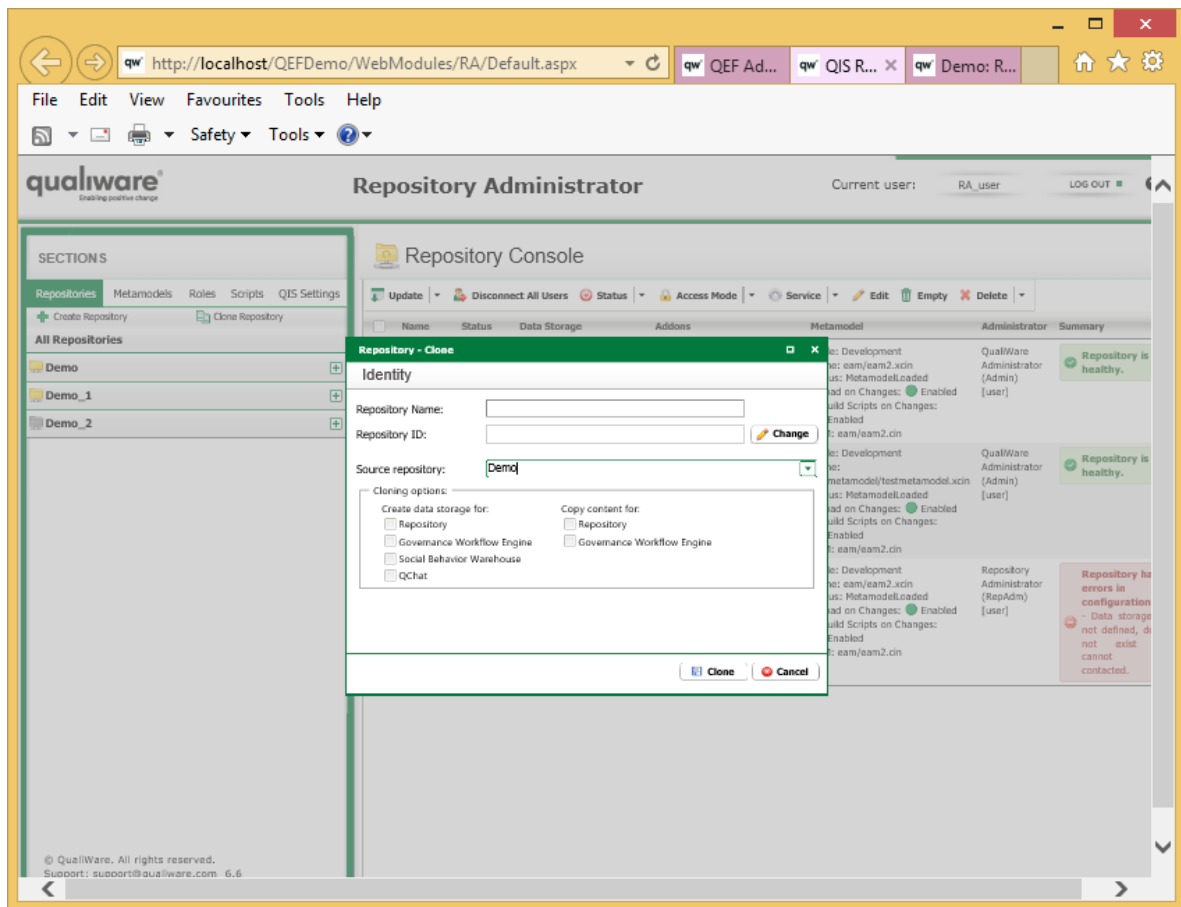 http://localhost/QEFDemo/WebModules/RA/Default.aspx
qw QEF Ad...
qw QIS R...
qw Demo: R...
File Edit View Favourites Tools Help
Safety Tools
qualiware
Enabling positive change
Repository Administrator
Current user: RA_user
LOG OUT
SECTIONS
Repositories Metamodels Roles Scripts QIS Settings
Create Repository Clone Repository
All Repositories
Demo
Demo_1
Demo_2
© QualiWare. All rights reserved.
Support: support@qualiware.com 6.6
Repository Console
Update Disconnect All Users Status Access Mode Service Edit Empty Delete
Name Status Data Storage Addons Metamodel Administrator Summary
e: Development
ne: eam/eam2.xcin
us: MetamodelLoaded
ad on Changes: Enabled
uild Scripts on Changes:
Enabled
: eam/eam2.cin
QualiWare
Administrator
(Admin)
[user]
Repository is
healthy.
e: Development
ne:
metamodel/testmetamodel.xcin
us: MetamodelLoaded
ad on Changes: Enabled
uild Scripts on Changes:
Enabled
: eam/eam2.cin
QualiWare
Administrator
(Admin)
[user]
Repository is
healthy.
e: Development
ne: eam/eam2.xcin
us: MetamodelLoaded
ad on Changes: Enabled
uild Scripts on Changes:
Enabled
: eam/eam2.cin
Repository
Administrator
(RepAdm)
[user]
Repository ha
errors in
configuration
- Data storage
not defined, d
not exist
cannot
contacted.
Repository - Clone
Identity
Repository Name:
Repository ID:
Change
Source repository: Demo
Cloning options:
Create data storage for: Copy content for:
Repository Repository
Governance Workflow Engine Governance Workflow Engine
Social Behavior Warehouse
QChat
Clone Cancel